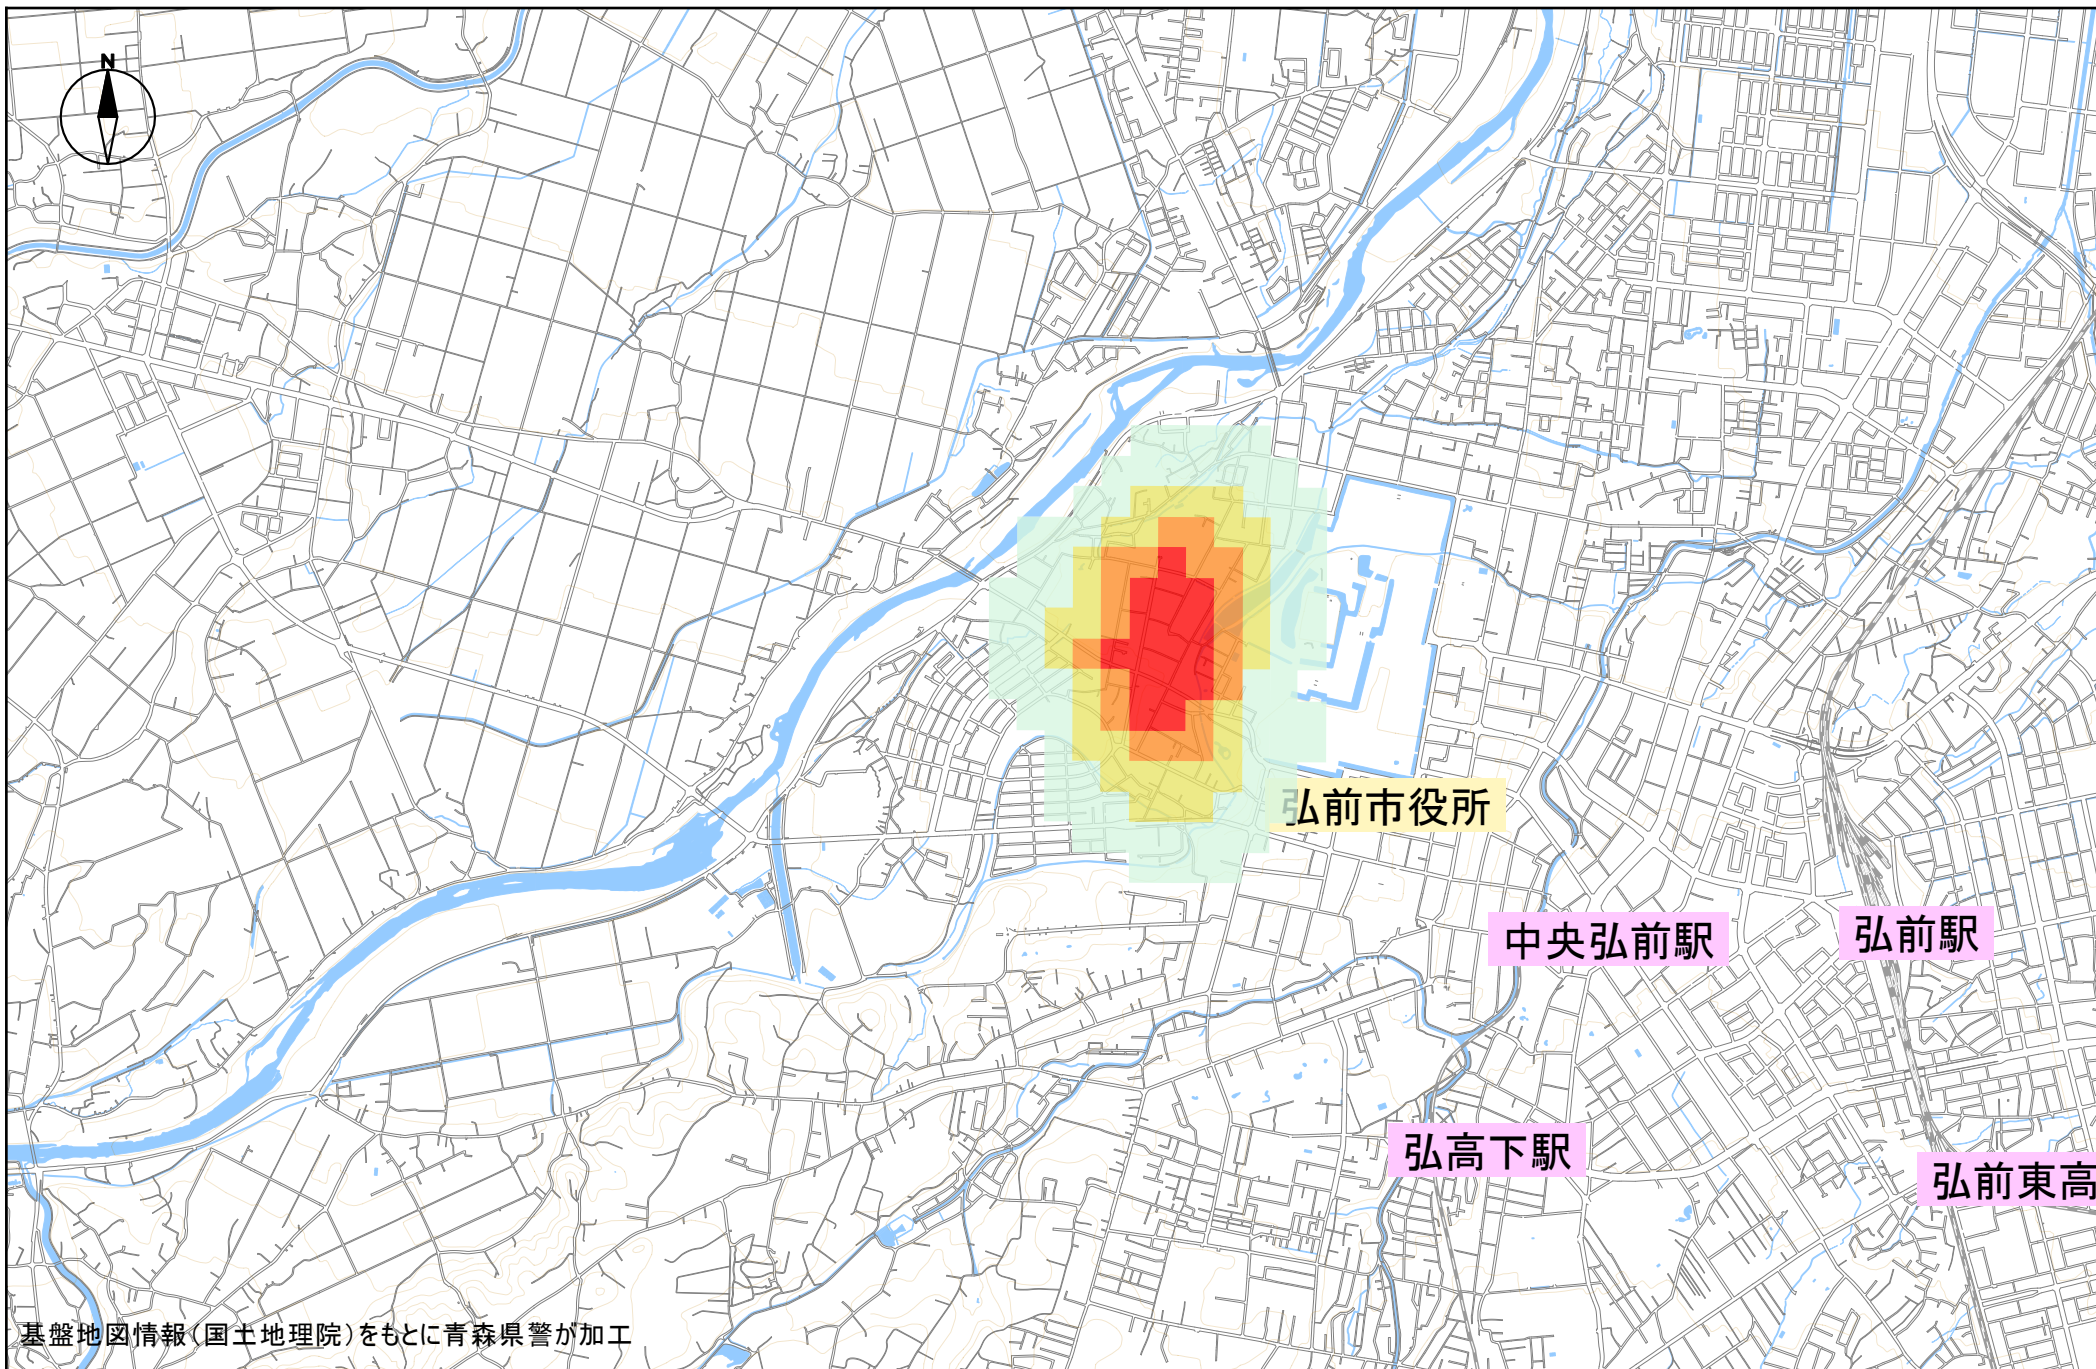 N
弘前市役所
中央弘前駅
弘前駅
弘高下駅
弘前東高
基盤地図情報(国土地理院)をもとに青森県警が加工